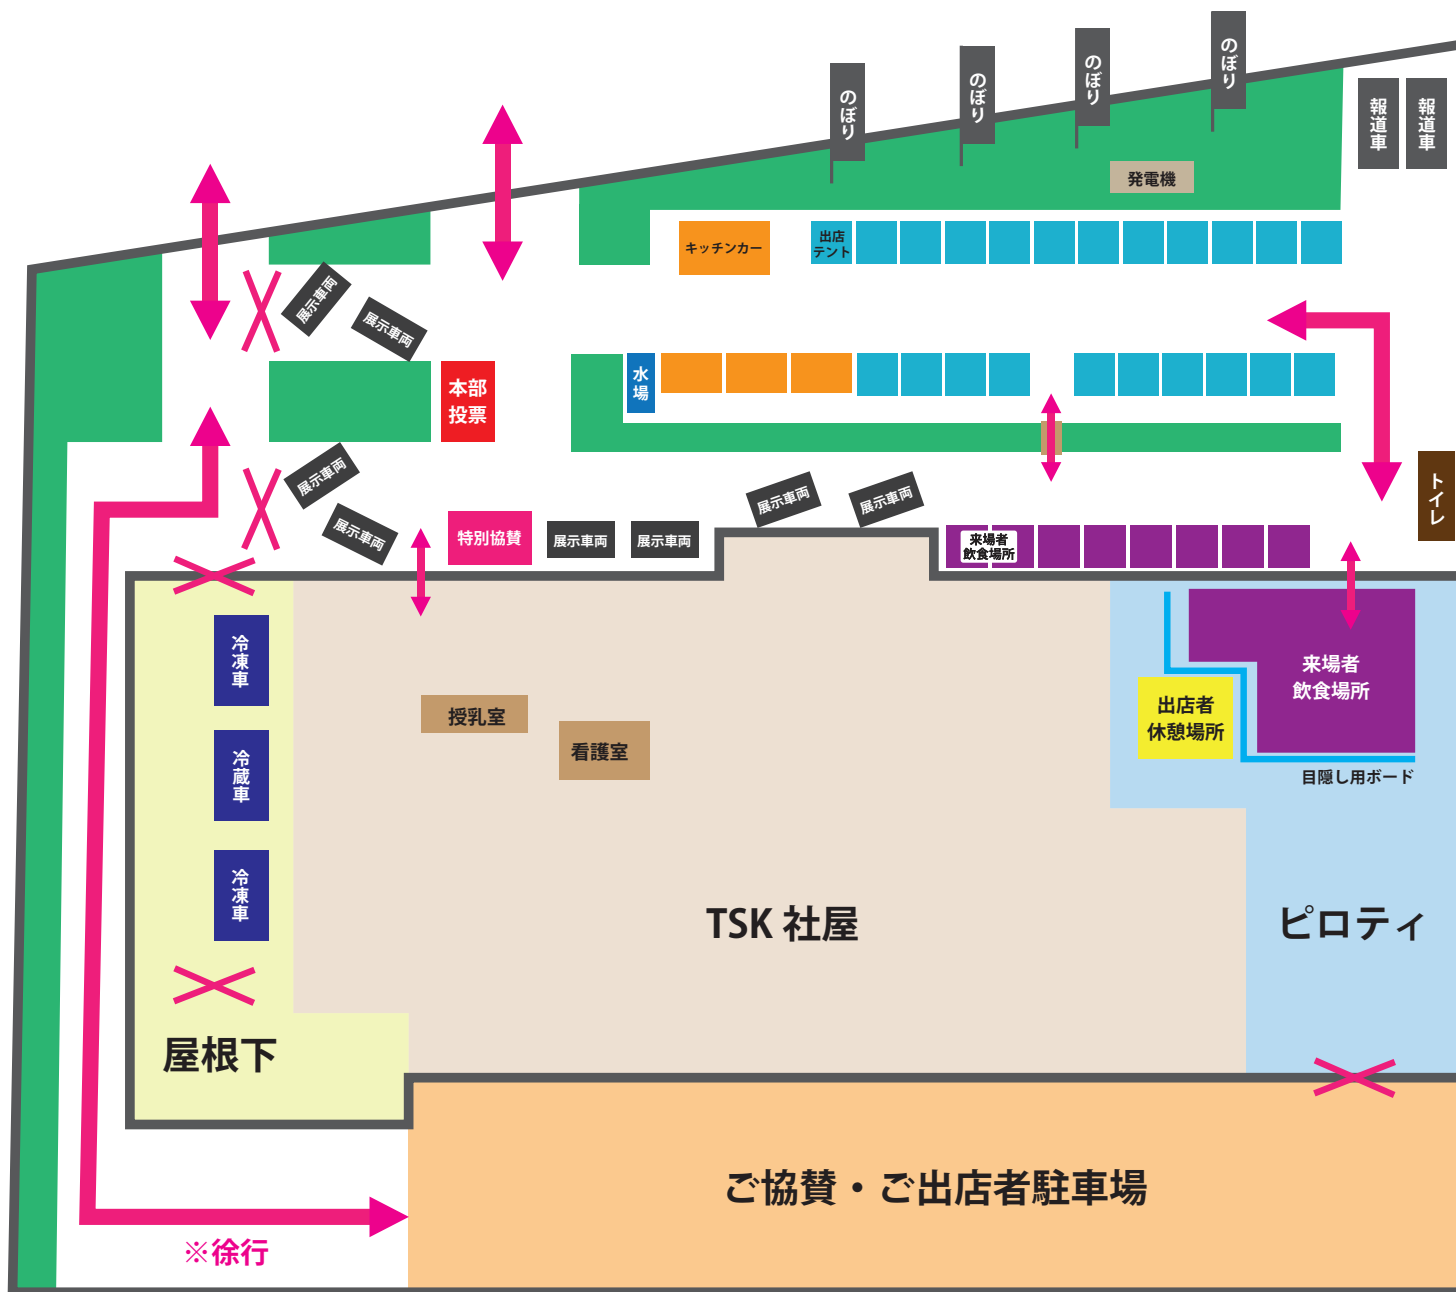 のぼり
のぼり
のぼり
のぼり
報道車
報道車
発電機
キッチンカー
出店
テント
展示車両
展示車両
本部
投票
水
場
展示車両
展示車両
特別協賛
展示車両
展示車両
展示車両
展示車両
来場者
飲食場所
トイレ
冷凍車
冷蔵車
冷凍車
授乳室
看護室
来場者
飲食場所
出店者
休憩場所
目隠し用ボード
TSK 社屋
ピロティ
屋根下
ご協賛・ご出店者駐車場
※徐行